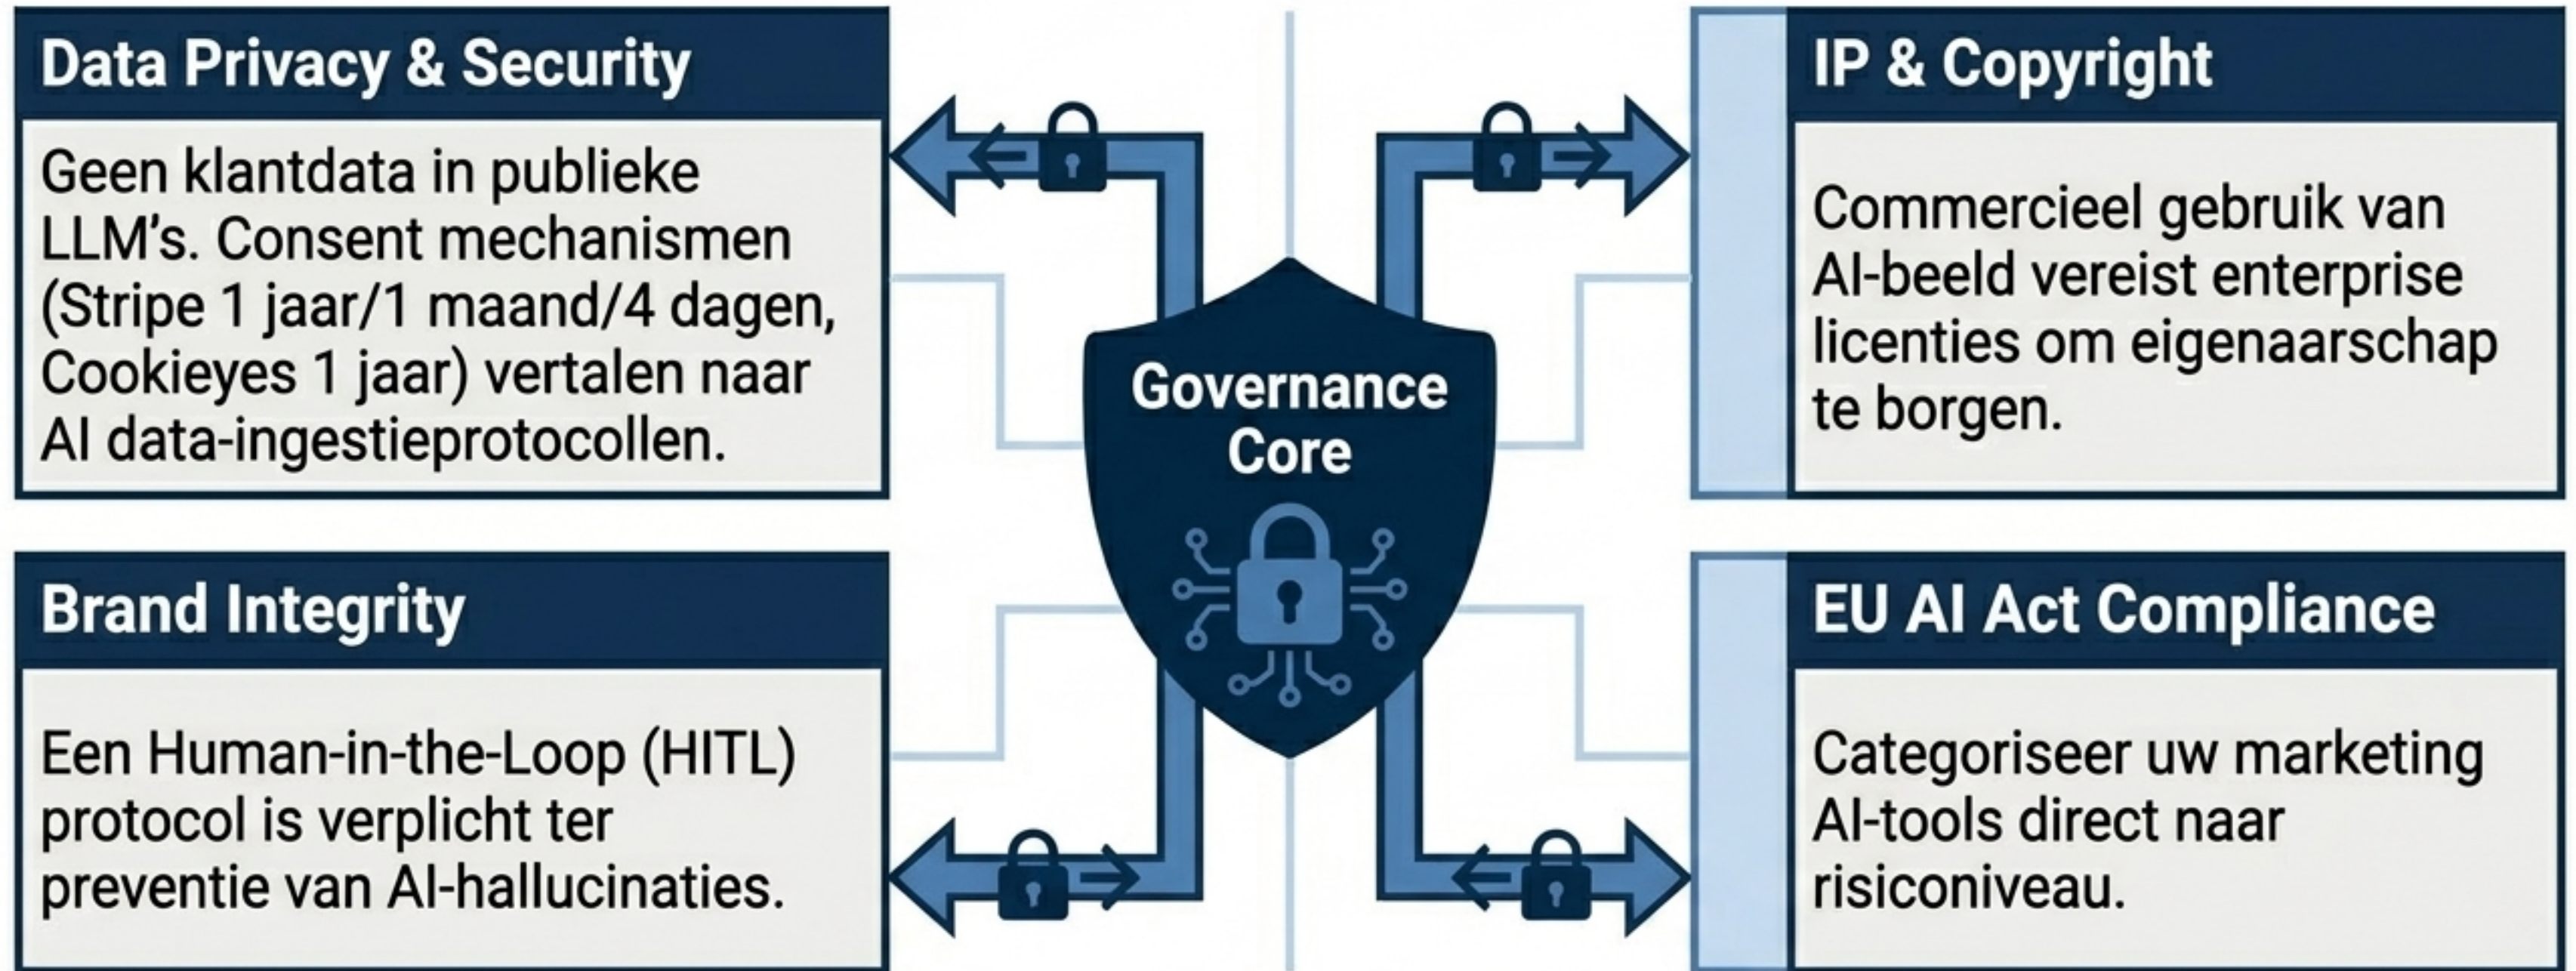 Data Privacy & Security
Geen klantdata in publieke
LLM's. Consent mechanismen
(Stripe 1 jaar/1 maand/4 dagen,
Cookieyes 1 jaar) vertalen naar
AI data-ingestieprotocollen.
IP & Copyright
Commercieel gebruik van
AI-beeld vereist enterprise
licenties om eigenaarschap
te borgen.
Governance
Core
Brand Integrity
Een Human-in-the-Loop (HITL)
protocol is verplicht ter
preventie van AI-hallucinaties.
EU AI Act Compliance
Categoriseer uw marketing
AI-tools direct naar
risiconiveau.